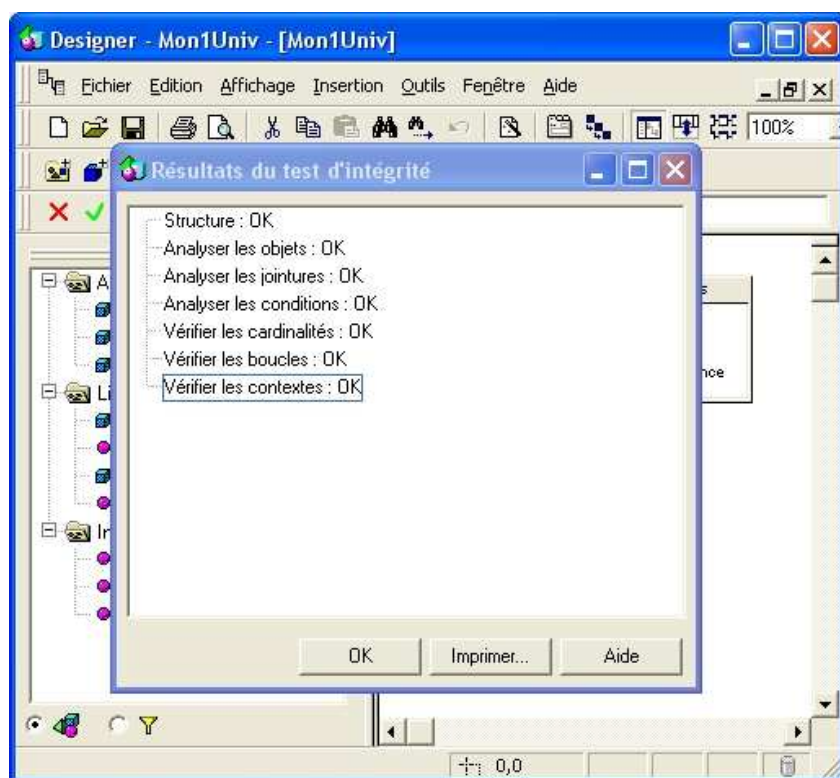 Designer - Mon1Univ - [Mon1Univ]
Fichier Edition Affichage Insertion Outils Fenêtre Aide
100%
Résultats du test d'intégrité
Structure : OK
Analyser les objets : OK
Analyser les jointures : OK
Analyser les conditions : OK
Vérifier les cardinalités : OK
Vérifier les boucles : OK
Vérifier les contextes : OK
OK Imprimer... Aide
0,0